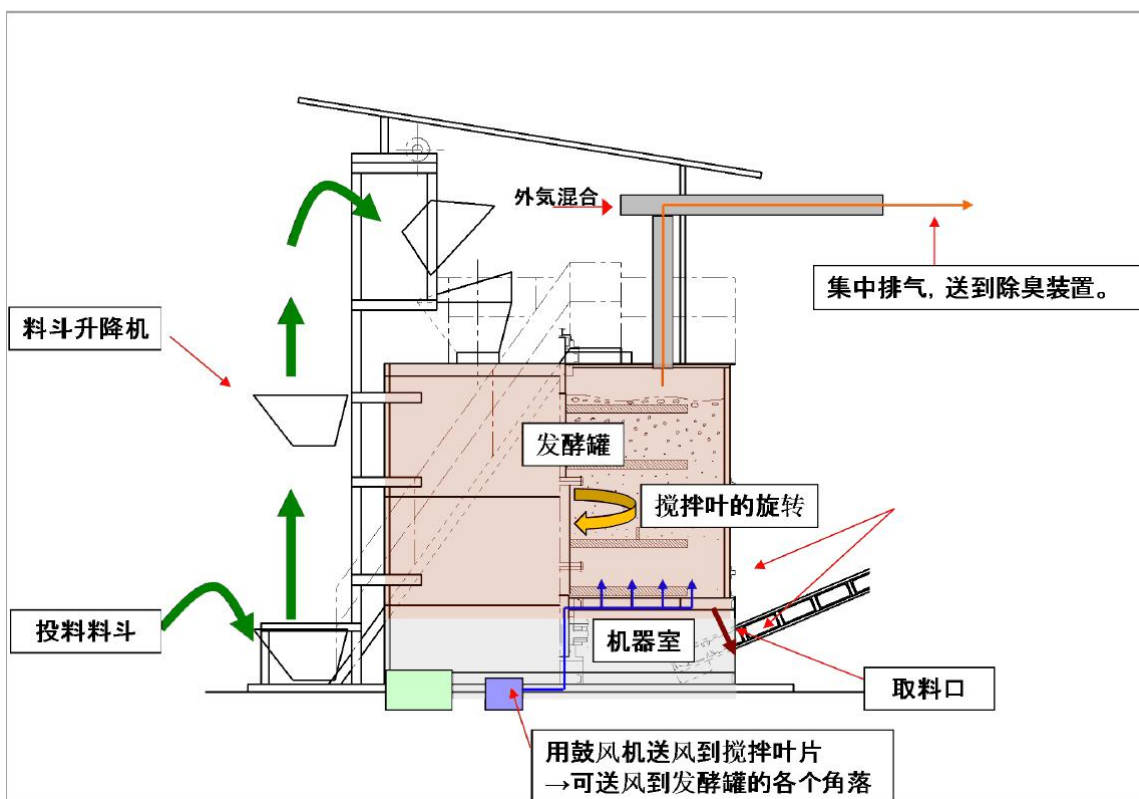 外気混合
集中排气, 送到除臭装置。
料斗升降机
发酵罐
搅拌叶的旋转
投料料斗
机器室
取料口
用鼓风机送风到搅拌叶片
→可送风到发酵罐的各个角落